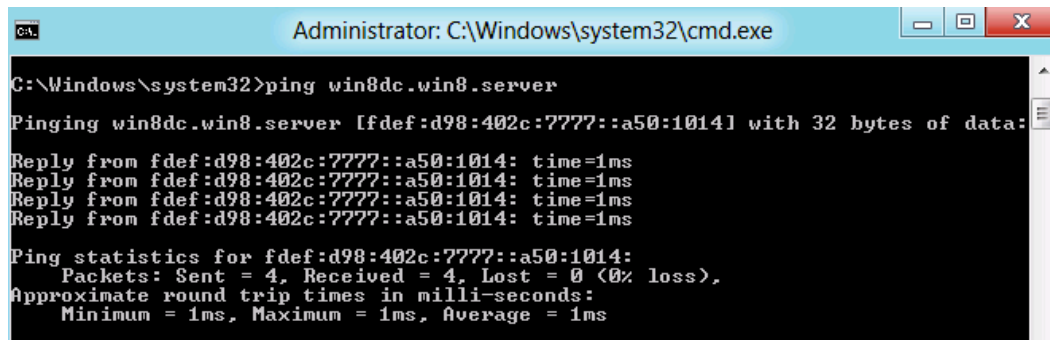 Administrator: C:\Windows\system32\cmd.exe
C:\Windows\system32>ping win8dc.win8.server
Pinging win8dc.win8.server [fdef:d98:402c:7777::a50:1014] with 32 bytes of data:
Reply from fdef:d98:402c:7777::a50:1014: time=1ms
Reply from fdef:d98:402c:7777::a50:1014: time=1ms
Reply from fdef:d98:402c:7777::a50:1014: time=1ms
Reply from fdef:d98:402c:7777::a50:1014: time=1ms
Ping statistics for fdef:d98:402c:7777::a50:1014:
Packets: Sent = 4, Received = 4, Lost = 0 (0% loss),
Approximate round trip times in milli-seconds:
Minimum = 1ms, Maximum = 1ms, Average = 1ms